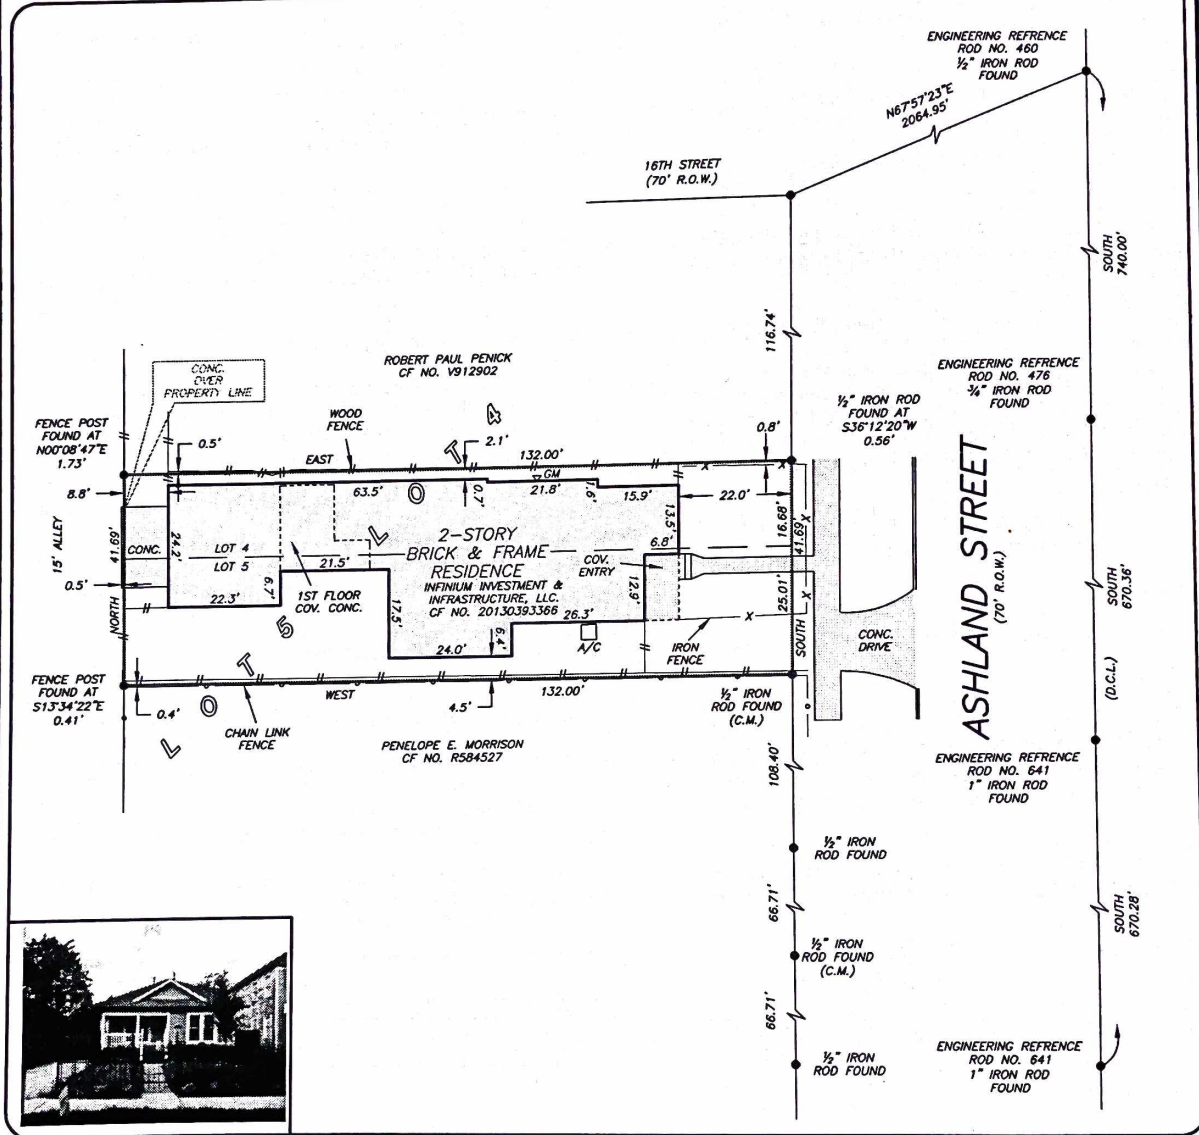 ENGINEERING REFRENCE
ROD NO. 460
½" IRON ROD
FOUND
N67°57'23"E
2064.95'
16TH STREET
(70' R.O.W.)
SOUTH
740.00'
116.74'
ROBERT PAUL PENICK
CF NO. V912902
ENGINEERING REFRENCE
ROD NO. 476
¾" IRON ROD
FOUND
CONC.
OVER
PROPERTY LINE
½" IRON ROD
FOUND AT
S36°12'20"W
0.56'
FENCE POST
FOUND AT
N00°08'47"E
1.73'
WOOD
FENCE
LOT 4
0.5'
2.1'
0.8'
EAST
132.00'
GM
8.8'
63.5'
0.7'
21.8'
1.6'
15.9'
22.0'
15' ALLEY
41.69'
CONC.
24.2'
LOT 4
LOT 5
21.5'
2-STORY
BRICK & FRAME
RESIDENCE
INFINIUM INVESTMENT &
INFRASTRUCTURE, LLC.
CF NO. 20130393366
13.5'
6.8'
COV.
ENTRY
16.68'
41.69'
ASHLAND STREET
(70' R.O.W.)
0.5'
NORTH
22.3'
6.7'
1ST FLOOR
COV. CONC.
17.5'
26.3'
12.9'
25.01'
SOUTH
670.36'
24.0'
6.4'
A/C
IRON
FENCE
SOUTH
CONC.
DRIVE
(D.C.L.)
LOT 5
FENCE POST
FOUND AT
S13°34'22"E
0.41'
0.4'
WEST
132.00'
4.5'
½" IRON
ROD FOUND
(C.M.)
CHAIN LINK
FENCE
PENELOPE E. MORRISON
CF NO. R584527
108.40'
ENGINEERING REFRENCE
ROD NO. 641
1" IRON ROD
FOUND
½" IRON
ROD FOUND
66.71'
SOUTH
670.28'
½" IRON
ROD FOUND
(C.M.)
66.71'
½" IRON
ROD FOUND
ENGINEERING REFRENCE
ROD NO. 641
1" IRON ROD
FOUND